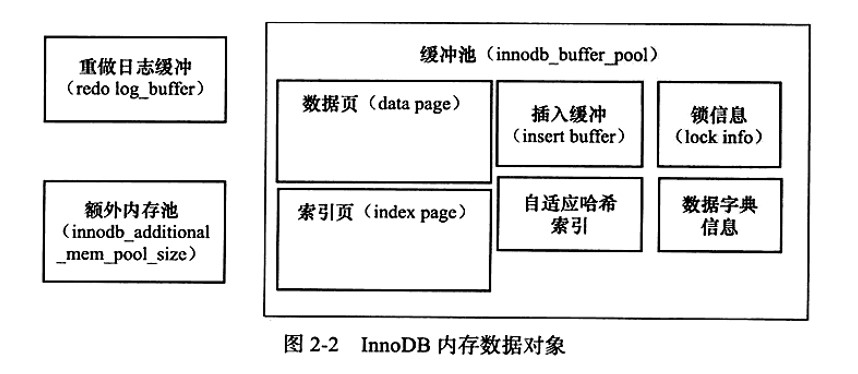 重做日志缓冲
（redo log_buffer）
额外内存池
（innodb_additional
_mem_pool_size）
缓冲池（innodb_buffer_pool）
数据页（data page）
插入缓冲
（insert buffer）
锁信息
（lock info）
索引页（index page）
自适应哈希
索引
数据字典
信息
图 2-2 InnoDB 内存数据对象